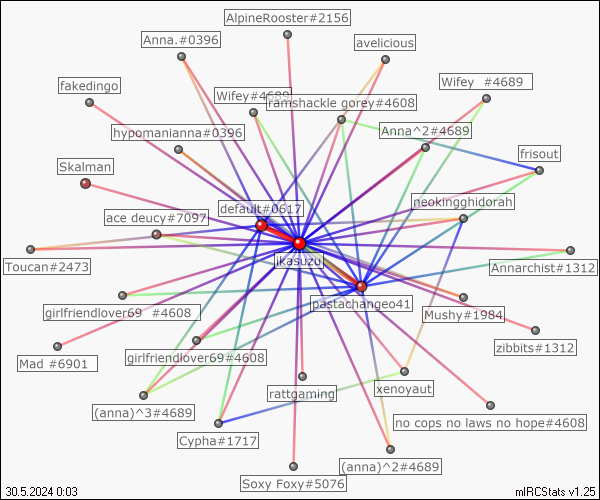 AlpineRooster#2156
Anna.#0396
avelicious
fakedingo
Wifey#4689
Wifey  #4689
ramshackle gorey#4608
hypomanianna#0396
Anna^2#4689
Skalman
frisout
default#0617
neokingghidorah
ace deucy#7097
jkasuzu
Toucan#2473
Annarchist#1312
pastachangeo41
girlfriendlover69  #4608
Mushy#1984
zibbits#1312
Mad #6901
girlfriendlover69#4608
rattgaming
xenoyaut
(anna)^3#4689
no cops no laws no hope#4608
Cypha#1717
(anna)^2#4689
Soxy Foxy#5076
30.5.2024 0:03
mIRCStats v1.25